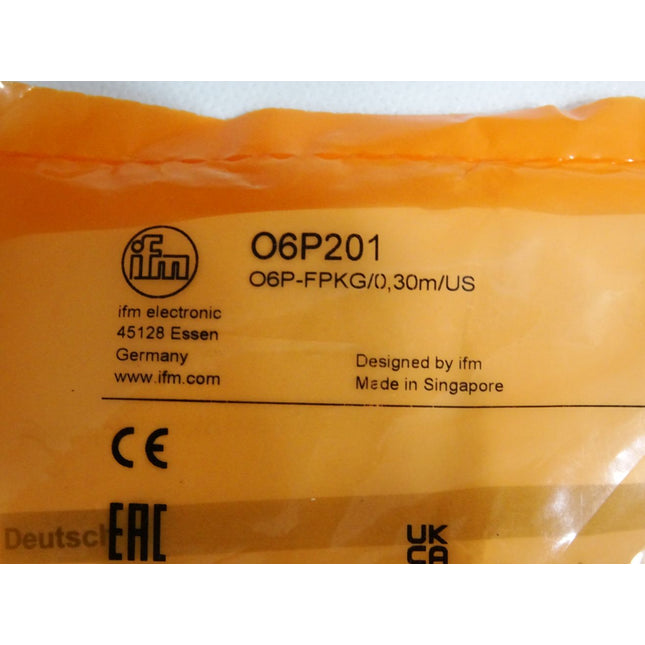 ifm
O6P201
O6P-FPKG/0,30m/US
ifm electronic
45128 Essen
Germany
www.ifm.com
Designed by ifm
Made in Singapore
CE
EAC
Deutsch
UK
CA